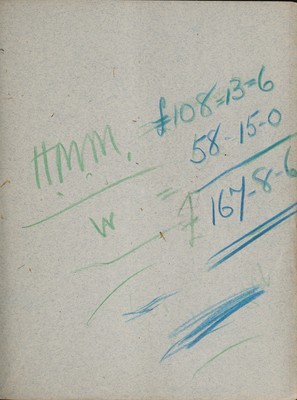 £108=13=6
58-15-0
H.M.M.
W
= £167-8-6